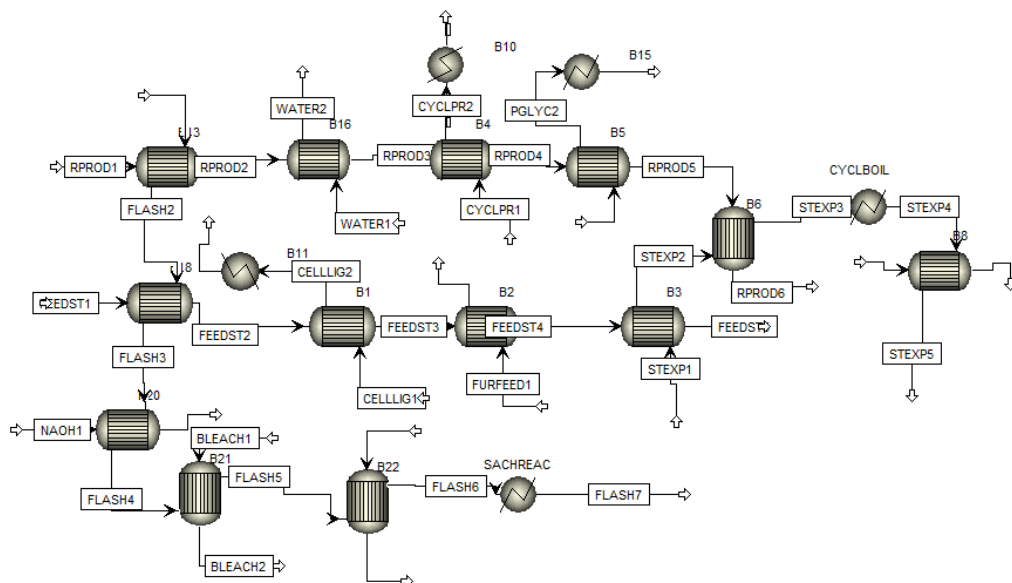 B10
B15
CYCLPR2
PGLYC2
WATER2
B16
B4
B5
RPROD1
RPROD2
RPROD3
RPROD4
RPROD5
CYCLBOIL
FLASH2
B6
STEXP3
STEXP4
WATER1
CYCLPR1
B8
B11
CELLLIG2
STEXP2
RPROD6
B1
B2
B3
FEEDST2
FEEDST3
FEEDST4
FLASH3
STEXP5
CELLLIG1
FURFEED1
STEXP1
NAOH1
BLEACH1
B21
FLASH5
B22
FLASH6
SACHREAC
FLASH4
FLASH7
BLEACH2